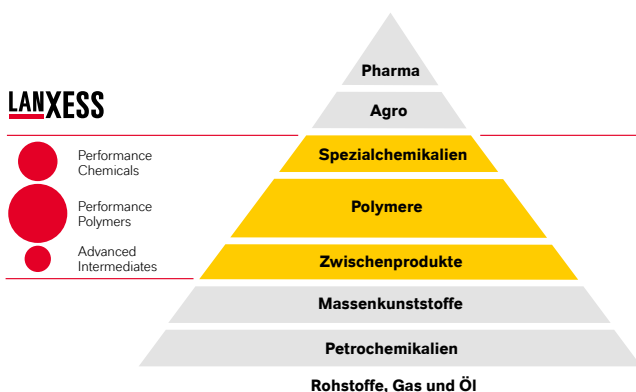 Pharma
LANXESS
Agro
Performance
Chemicals
Spezialchemikalien
Performance
Polymers
Polymere
Advanced
Intermediates
Zwischenprodukte
Massenkunststoffe
Petrochemikalien
Rohstoffe, Gas und Öl